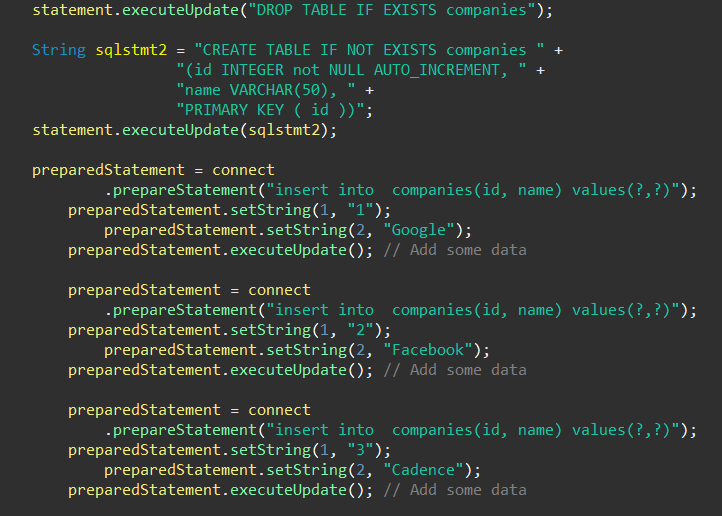 statement.executeUpdate("DROP TABLE IF EXISTS companies");
String sqlstmt2 = "CREATE TABLE IF NOT EXISTS companies " +
"(id INTEGER not NULL AUTO_INCREMENT, " +
"name VARCHAR(50), " +
"PRIMARY KEY ( id ))";
statement.executeUpdate(sqlstmt2);
preparedStatement = connect
.prepareStatement("insert into  companies(id, name) values(?,?)");
preparedStatement.setString(1, "1");
preparedStatement.setString(2, "Google");
preparedStatement.executeUpdate(); // Add some data
preparedStatement = connect
.prepareStatement("insert into  companies(id, name) values(?,?)");
preparedStatement.setString(1, "2");
preparedStatement.setString(2, "Facebook");
preparedStatement.executeUpdate(); // Add some data
preparedStatement = connect
.prepareStatement("insert into  companies(id, name) values(?,?)");
preparedStatement.setString(1, "3");
preparedStatement.setString(2, "Cadence");
preparedStatement.executeUpdate(); // Add some data